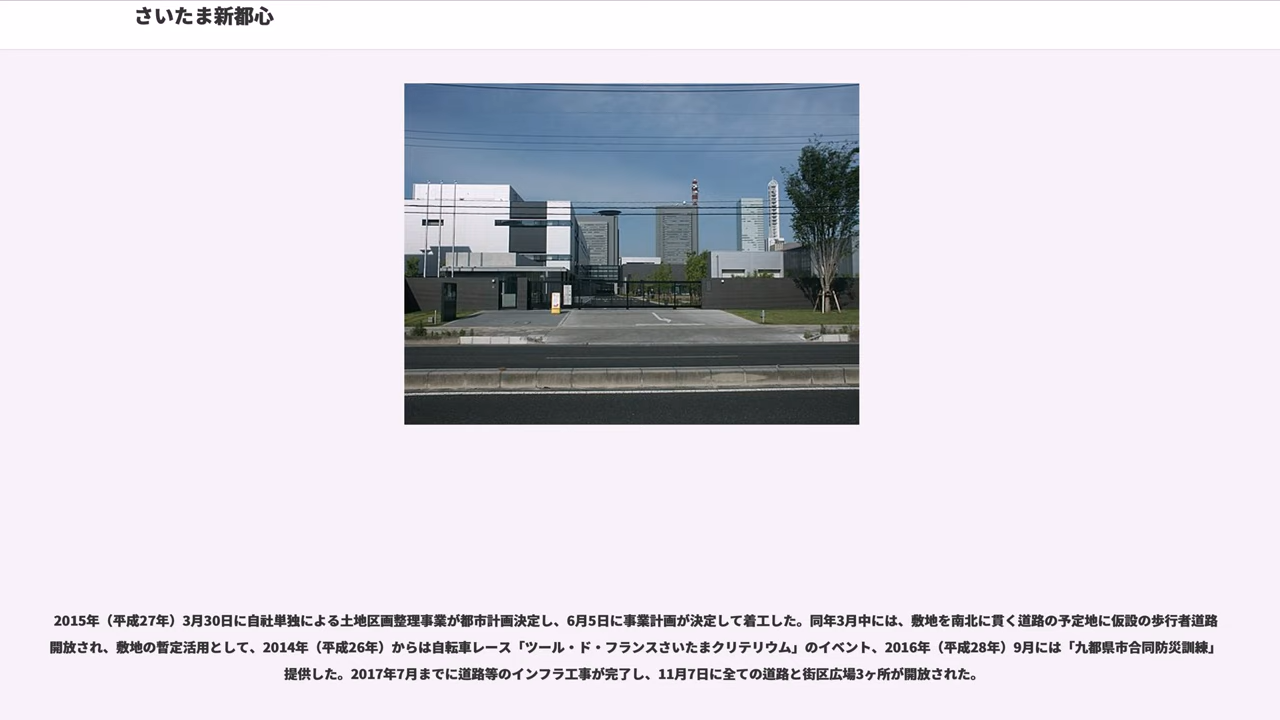 さいたま新都心
2015年（平成27年）3月30日に自社単独による土地区画整理事業が都市計画決定し、6月5日に事業計画が決定して着工した。同年3月中には、敷地を南北に貫く道路の予定地に仮設の歩行者道路
開放され、敷地の暫定活用として、2014年（平成26年）からは自転車レース「ツール・ド・フランスさいたまクリテリウム」のイベント、2016年（平成28年）9月には「九都県市合同防災訓練」
提供した。2017年7月までに道路等のインフラ工事が完了し、11月7日に全ての道路と街区広場3ヶ所が開放された。